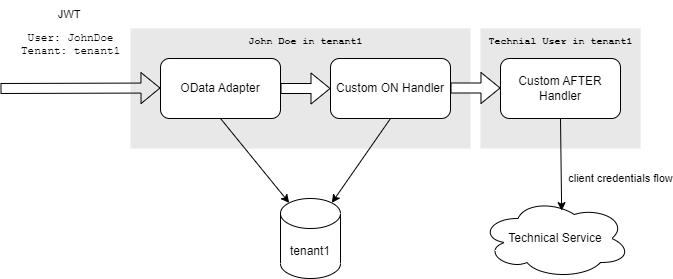 JWT
User: JohnDoe
Tenant: tenant1
John Doe in tenant1
Technial User in tenant1
OData Adapter
Custom ON Handler
Custom AFTER
Handler
client credentials flow
tenant1
Technical Service